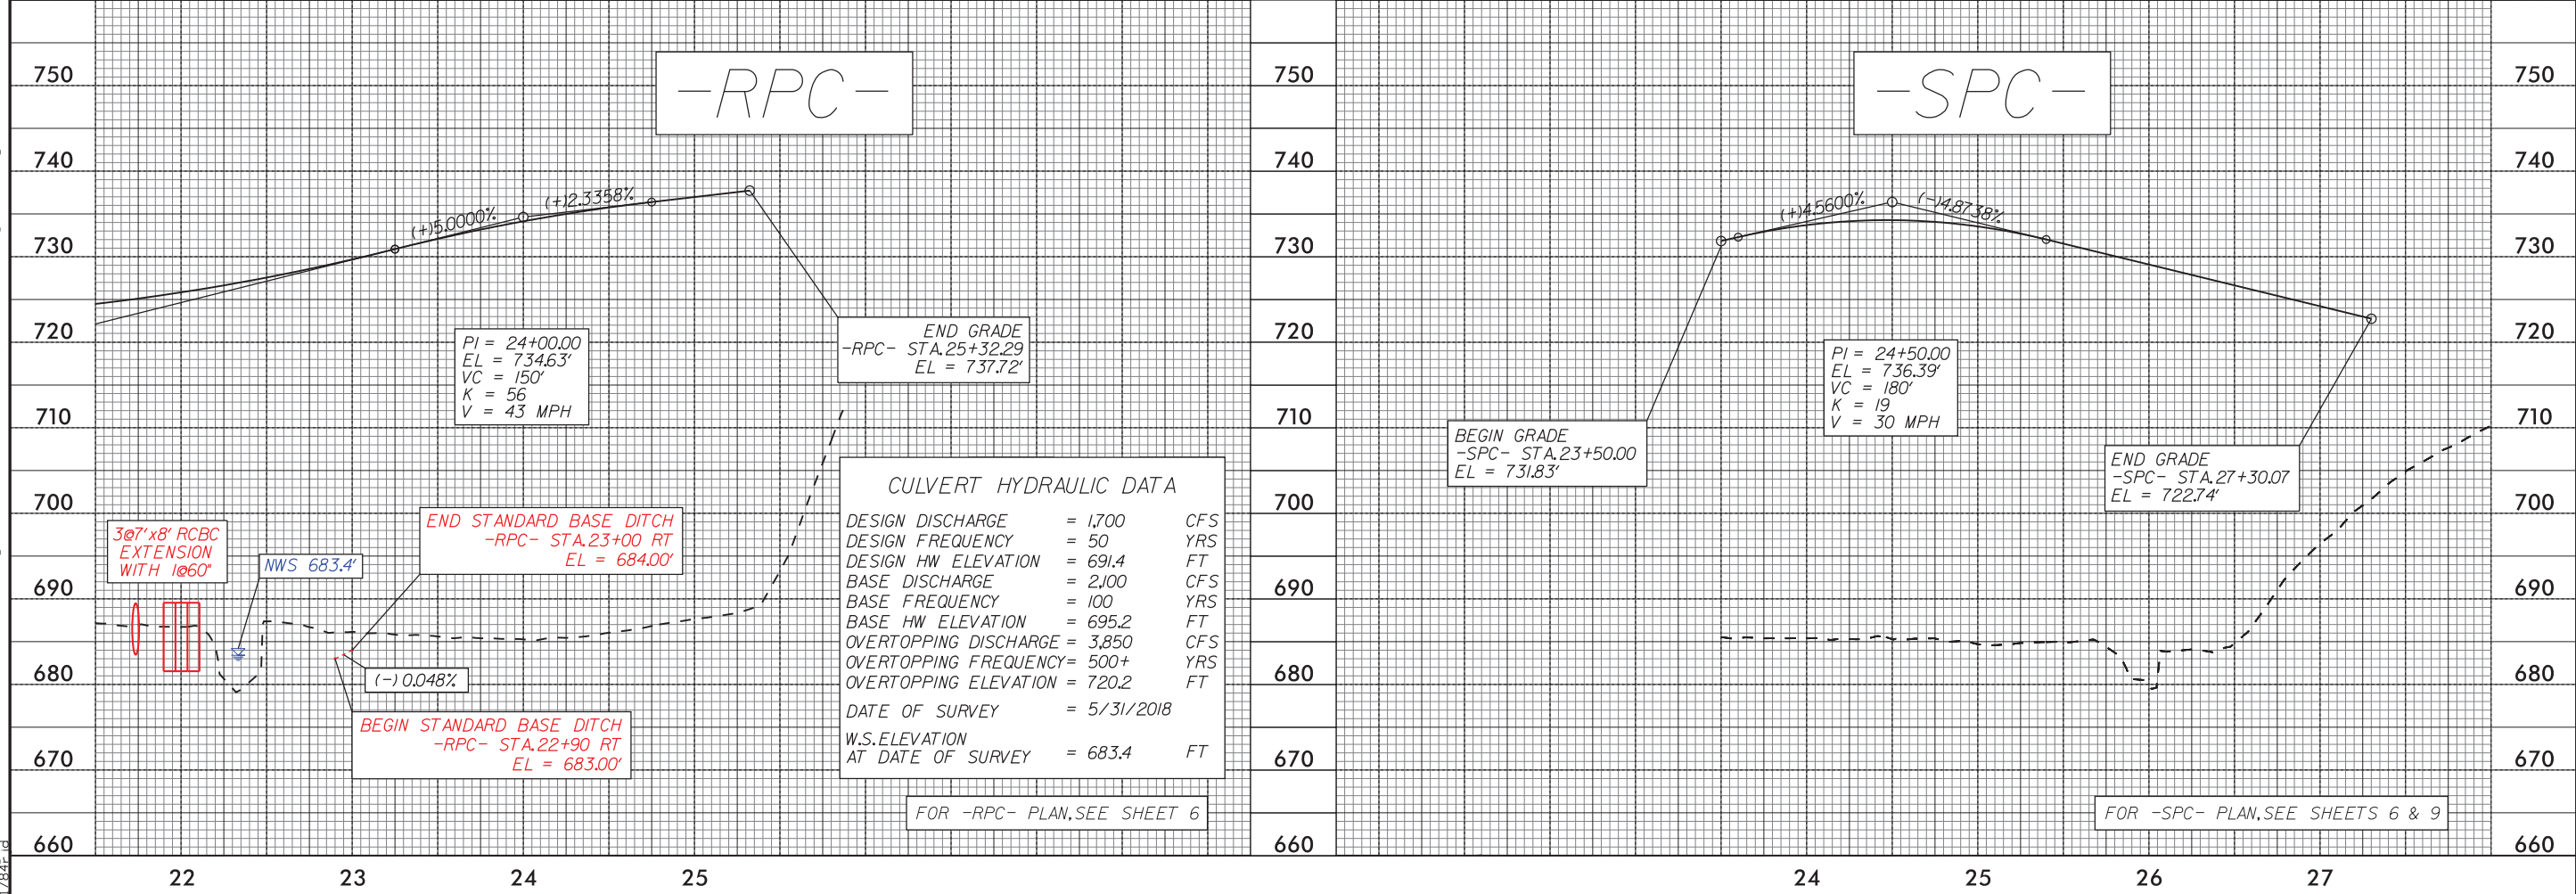 -RPC-
-SPC-
750
740
730
720
710
700
690
680
670
660
750
740
730
720
710
700
690
680
670
660
750
740
730
720
710
700
690
680
670
660
(+)5.0000%
(+)2.3358%
PI = 24+00.00
EL = 734.63'
VC = 150'
K = 56
V = 43 MPH
END GRADE
-RPC- STA.25+32.29
EL = 737.72'
3@7'x8' RCBC
EXTENSION
WITH 1@60"
NWS 683.4'
END STANDARD BASE DITCH
-RPC- STA.23+00 RT
EL = 684.00'
(-)0.048%
BEGIN STANDARD BASE DITCH
-RPC- STA.22+90 RT
EL = 683.00'
CULVERT HYDRAULIC DATA
DESIGN DISCHARGE = 1,700 CFS
DESIGN FREQUENCY = 50 YRS
DESIGN HW ELEVATION = 691.4 FT
BASE DISCHARGE = 2,100 CFS
BASE FREQUENCY = 100 YRS
BASE HW ELEVATION = 695.2 FT
OVERTOPPING DISCHARGE = 3,850 CFS
OVERTOPPING FREQUENCY= 500+ YRS
OVERTOPPING ELEVATION = 720.2 FT
DATE OF SURVEY = 5/31/2018
W.S.ELEVATION
AT DATE OF SURVEY = 683.4 FT
FOR -RPC- PLAN,SEE SHEET 6
22 23 24 25
(+)4.5600%
(-)4.8738%
BEGIN GRADE
-SPC- STA.23+50.00
EL = 731.83'
PI = 24+50.00
EL = 736.39'
VC = 180'
K = 19
V = 30 MPH
END GRADE
-SPC- STA.27+30.07
EL = 722.74'
FOR -SPC- PLAN,SEE SHEETS 6 & 9
24 25 26 27